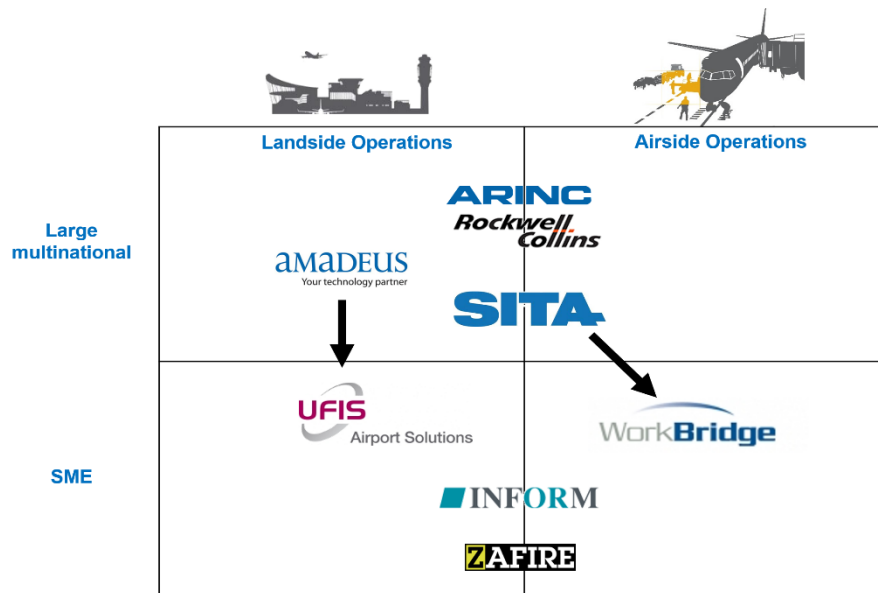 Landside Operations
Airside Operations
Large
multinational
ARINC
Rockwell
Collins
amadeus
Your technology partner
SITA
SME
UFIS
Airport Solutions
WorkBridge
INFORM
ZAFIRE